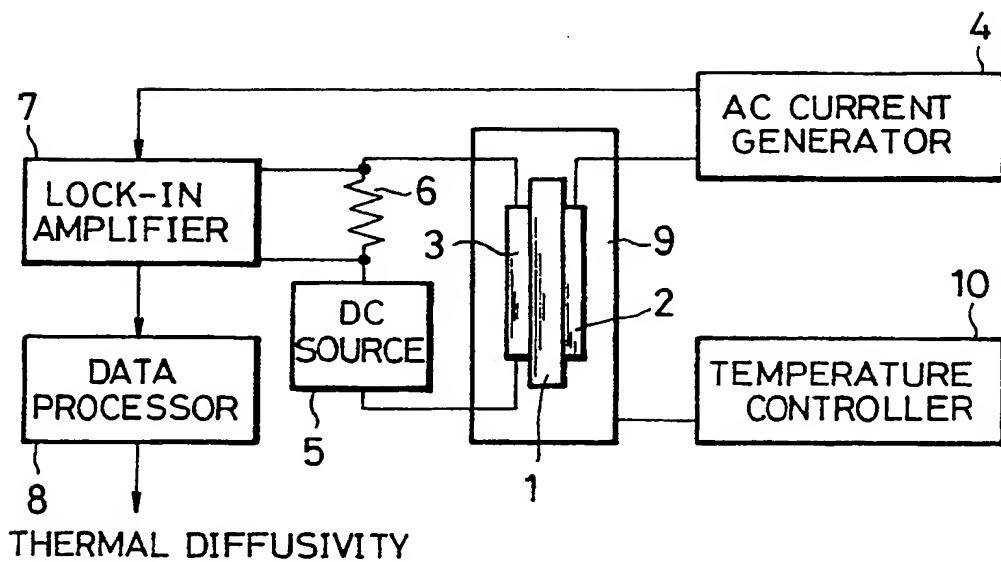 4
AC CURRENT
GENERATOR
7
LOCK-IN
AMPLIFIER
6
3
9
2
10
DC
SOURCE
DATA
PROCESSOR
TEMPERATURE
CONTROLLER
5
1
8
THERMAL DIFFUSIVITY